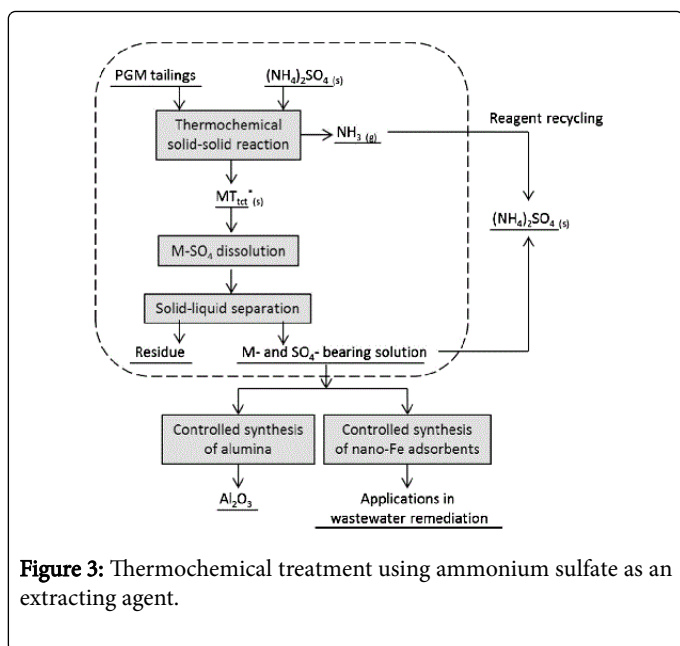 PGM tailings
(NH4)2SO4 (s)
Thermochemical
solid-solid reaction
NH3 (g)
Reagent recycling
MTtct* (s)
(NH4)2SO4 (s)
M-SO4 dissolution
Solid-liquid separation
Residue
M- and SO4- bearing solution
Controlled synthesis
of alumina
Controlled synthesis
of nano-Fe adsorbents
Al2O3
Applications in
wastewater remediation
Figure 3: Thermochemical treatment using ammonium sulfate as an
extracting agent.